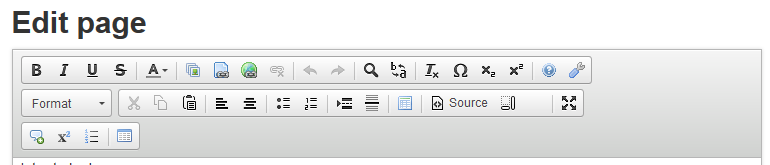 Edit page
B I U S A
Format Source